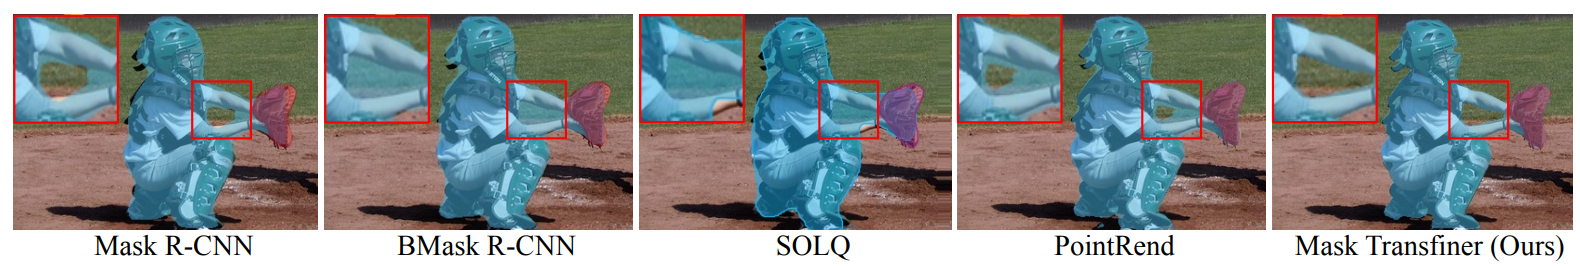 Mask R-CNN
BMask R-CNN
SOLQ
PointRend
Mask Transfiner (Ours)